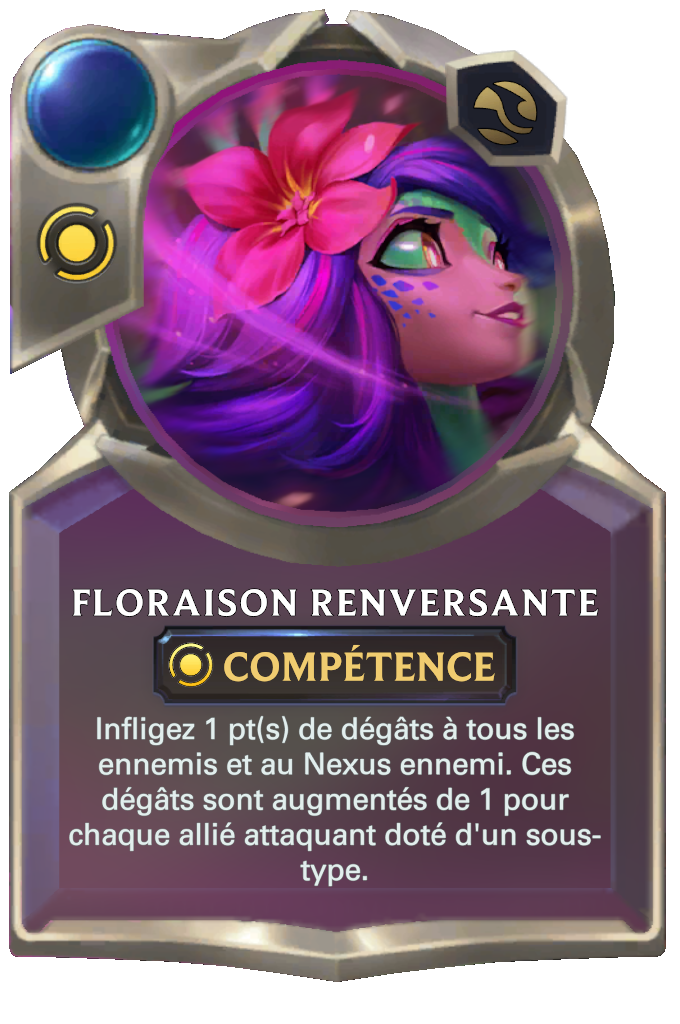 FLORAISON RENVERSANTE
COMPÉTENCE
Infligez 1 pt(s) de dégâts à tous les
ennemis et au Nexus ennemi. Ces
dégâts sont augmentés de 1 pour
chaque allié attaquant doté d'un sous-
type.